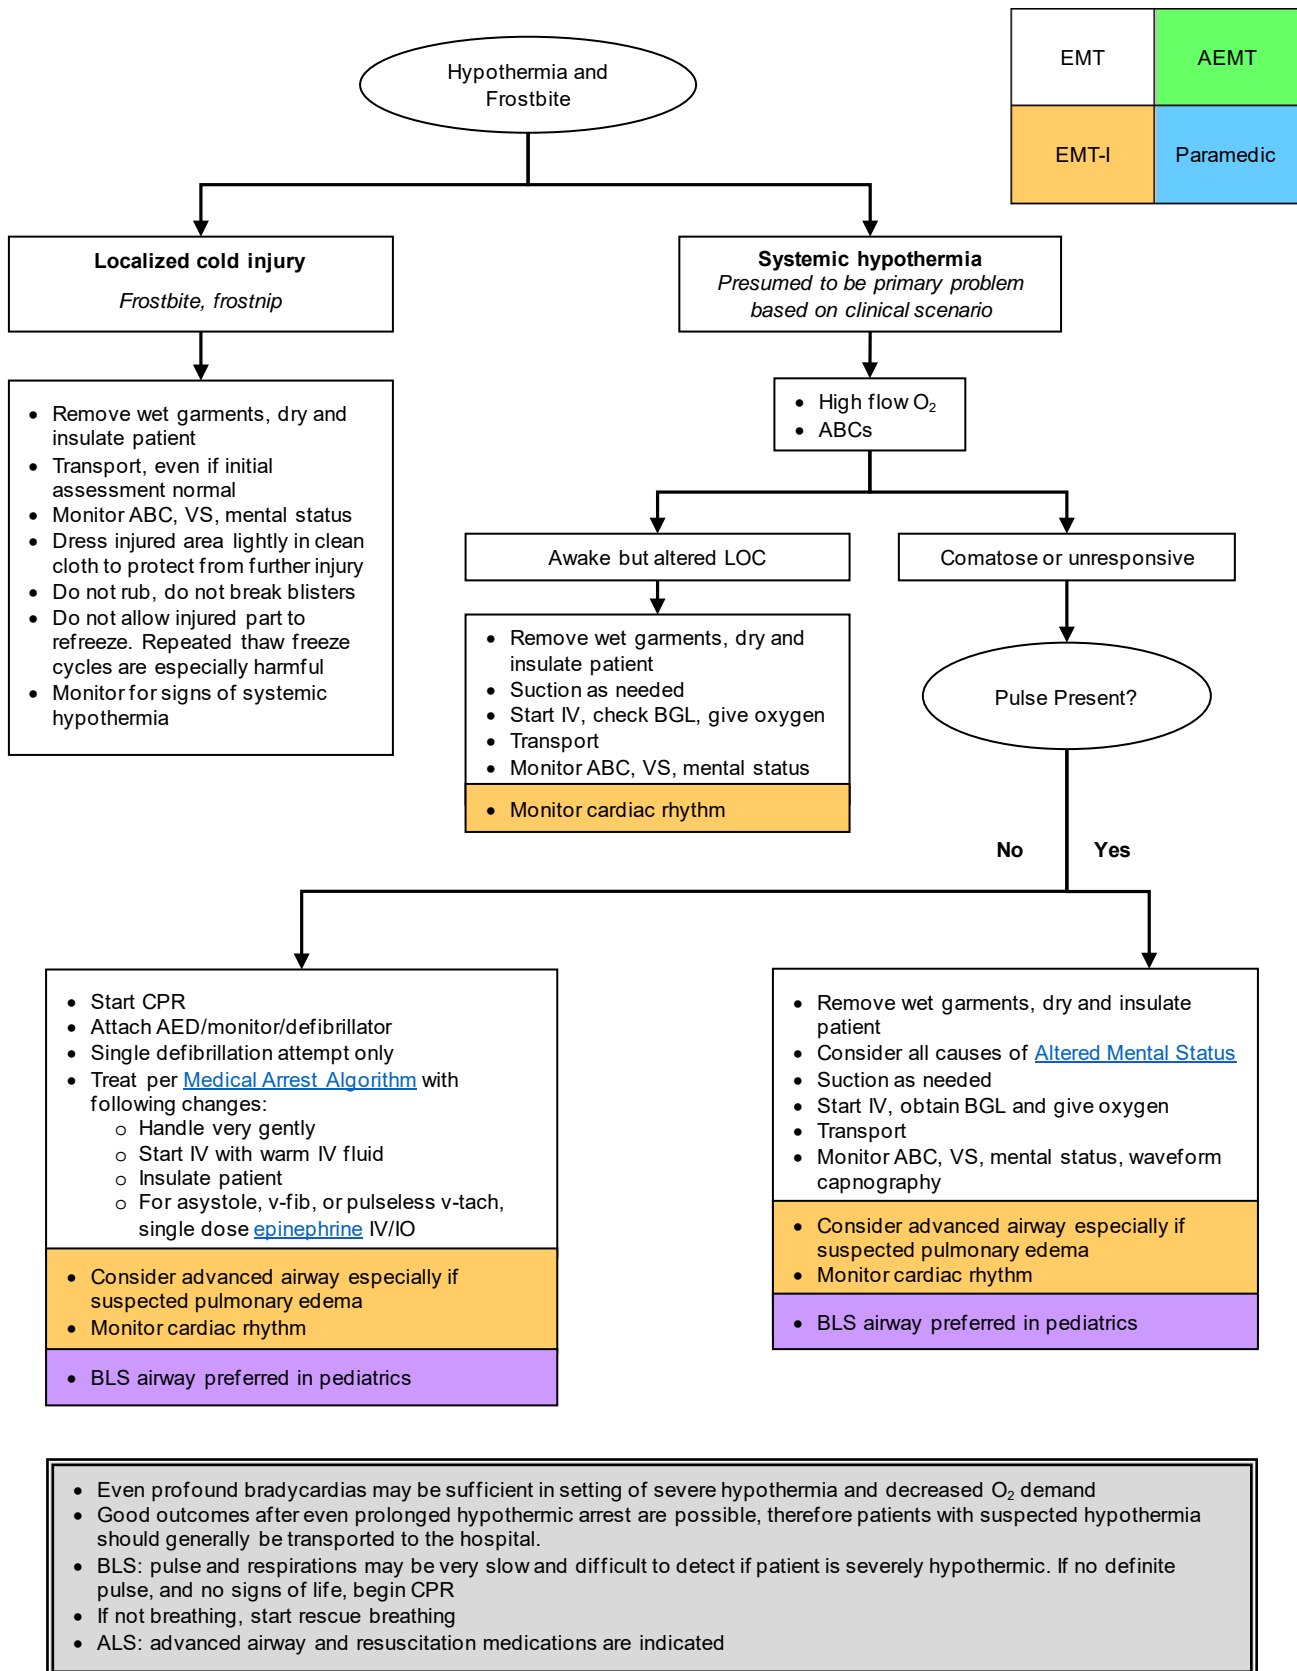 Hypothermia and
Frostbite
EMT
AEMT
EMT-I
Paramedic
Localized cold injury
Frostbite, frostnip
Systemic hypothermia
Presumed to be primary problem
based on clinical scenario
• Remove wet garments, dry and
insulate patient
• Transport, even if initial
assessment normal
• Monitor ABC, VS, mental status
• Dress injured area lightly in clean
cloth to protect from further injury
• Do not rub, do not break blisters
• Do not allow injured part to
refreeze. Repeated thaw freeze
cycles are especially harmful
• Monitor for signs of systemic
hypothermia
• High flow O₂
• ABCs
Awake but altered LOC
Comatose or unresponsive
• Remove wet garments, dry and
insulate patient
• Suction as needed
• Start IV, check BGL, give oxygen
• Transport
• Monitor ABC, VS, mental status
• Monitor cardiac rhythm
Pulse Present?
No
Yes
• Start CPR
• Attach AED/monitor/defibrillator
• Single defibrillation attempt only
• Treat per Medical Arrest Algorithm with
following changes:
o Handle very gently
o Start IV with warm IV fluid
o Insulate patient
o For asystole, v-fib, or pulseless v-tach,
single dose epinephrine IV/IO
• Consider advanced airway especially if
suspected pulmonary edema
• Monitor cardiac rhythm
• BLS airway preferred in pediatrics
• Remove wet garments, dry and insulate
patient
• Consider all causes of Altered Mental Status
• Suction as needed
• Start IV, obtain BGL and give oxygen
• Transport
• Monitor ABC, VS, mental status, waveform
capnography
• Consider advanced airway especially if
suspected pulmonary edema
• Monitor cardiac rhythm
• BLS airway preferred in pediatrics
• Even profound bradycardias may be sufficient in setting of severe hypothermia and decreased O₂ demand
• Good outcomes after even prolonged hypothermic arrest are possible, therefore patients with suspected hypothermia
should generally be transported to the hospital.
• BLS: pulse and respirations may be very slow and difficult to detect if patient is severely hypothermic. If no definite
pulse, and no signs of life, begin CPR
• If not breathing, start rescue breathing
• ALS: advanced airway and resuscitation medications are indicated